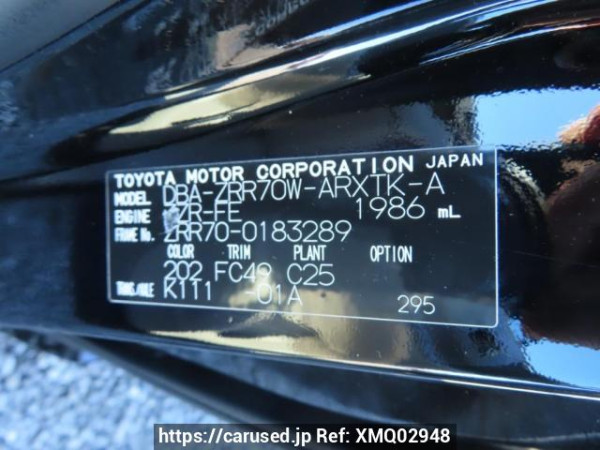 TOYOTA MOTOR CORPORATION JAPAN
MODEL DBA-ZRR70W-ARXTK-A
ENGINE ZR-FE 1986 mL
FRAME No. ZRR70-0183289
COLOR TRIM PLANT OPTION
202 FC49 C25
TRANS/AXLE K111 -01A 295
https://carused.jp Ref: XMQ02948